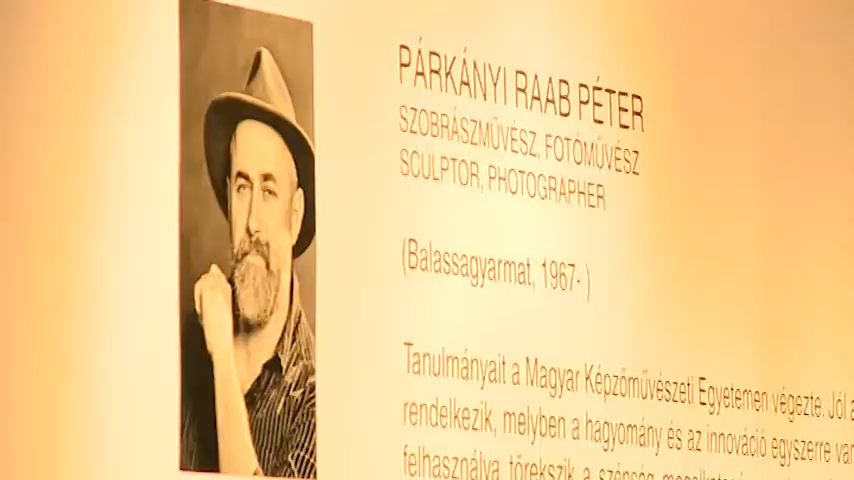 PÁRKÁNYI RAAB PÉTER
SZOBRÁSZMŰVÉSZ, FOTÓMŰVÉSZ
SCULPTOR, PHOTOGRAPHER
(Balassagyarmat, 1967- )
Tanulmányait a Magyar Képzőművészeti Egyetemen végezte. Jól
rendelkezik, melyben a hagyomány és az innováció egyszerre
felhasználva törekszik a szépség